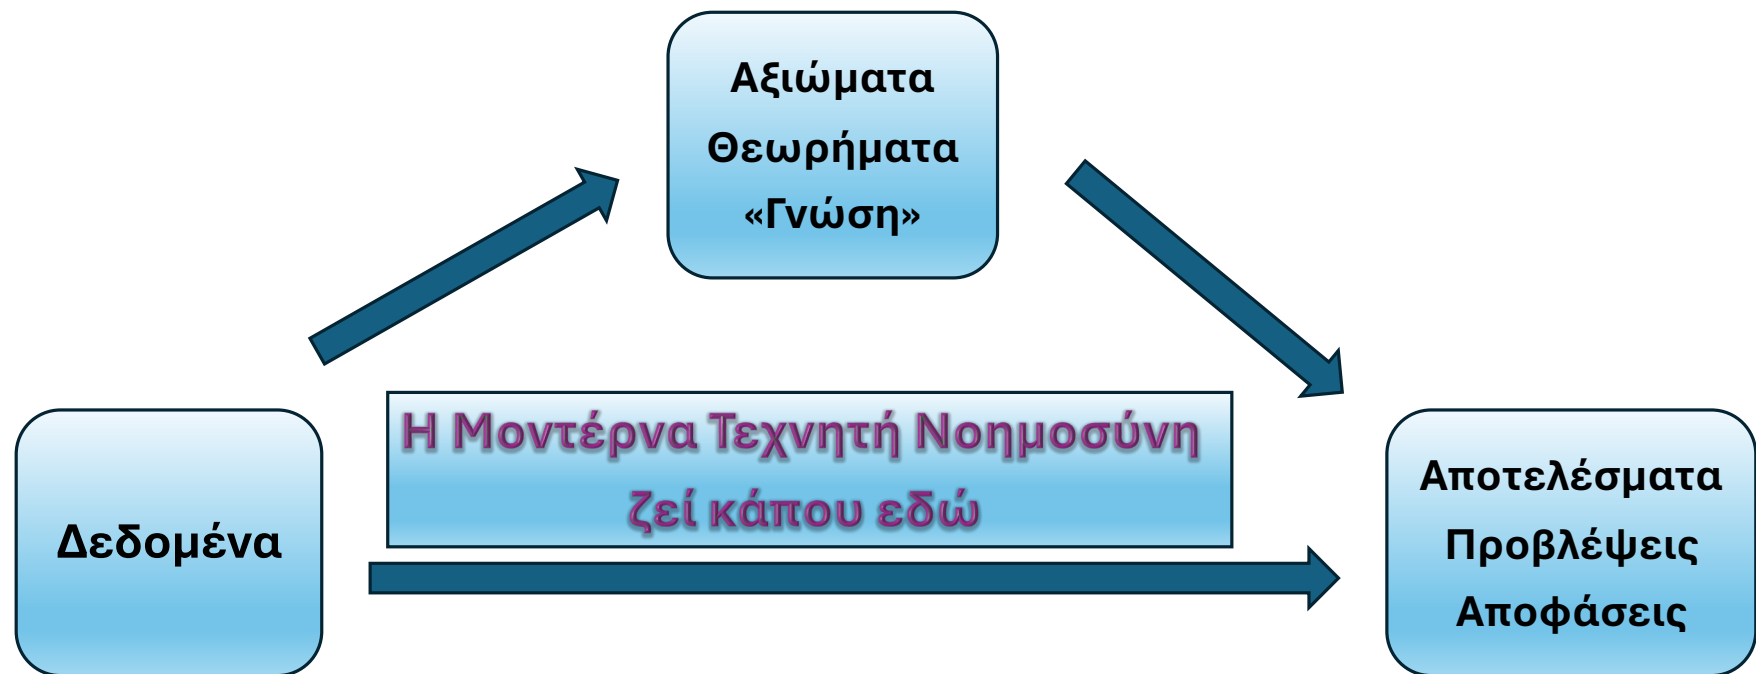 Αξιώματα
Θεωρήματα
«Γνώση»
Η Μοντέρνα Τεχνητή Νοημοσύνη
ζεί κάπου εδώ
Δεδομένα
Αποτελέσματα
Προβλέψεις
Αποφάσεις